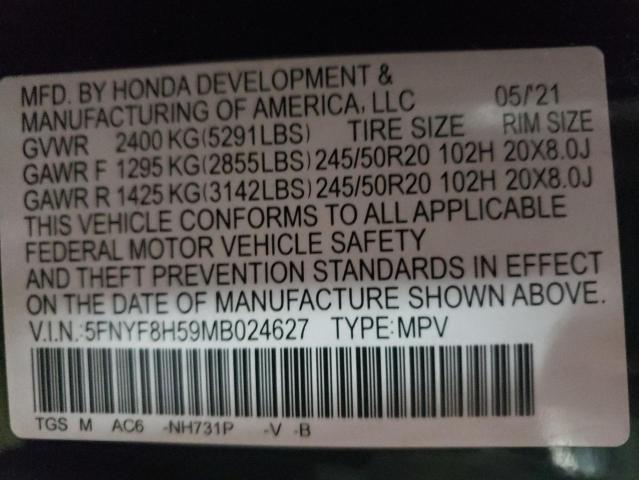 MFD. BY HONDA DEVELOPMENT &
MANUFACTURING OF AMERICA, LLC 05/'21
GVWR 2400 KG(5291LBS) TIRE SIZE RIM SIZE
GAWR F 1295 KG(2855LBS) 245/50R20 102H 20X8.0J
GAWR R 1425 KG(3142LBS) 245/50R20 102H 20X8.0J
THIS VEHICLE CONFORMS TO ALL APPLICABLE
FEDERAL MOTOR VEHICLE SAFETY
AND THEFT PREVENTION STANDARDS IN EFFECT
ON THE DATE OF MANUFACTURE SHOWN ABOVE.
V.I.N.:5FNYF8H59MB024627 TYPE:MPV
TGS M AC6 -NH731P -V -B